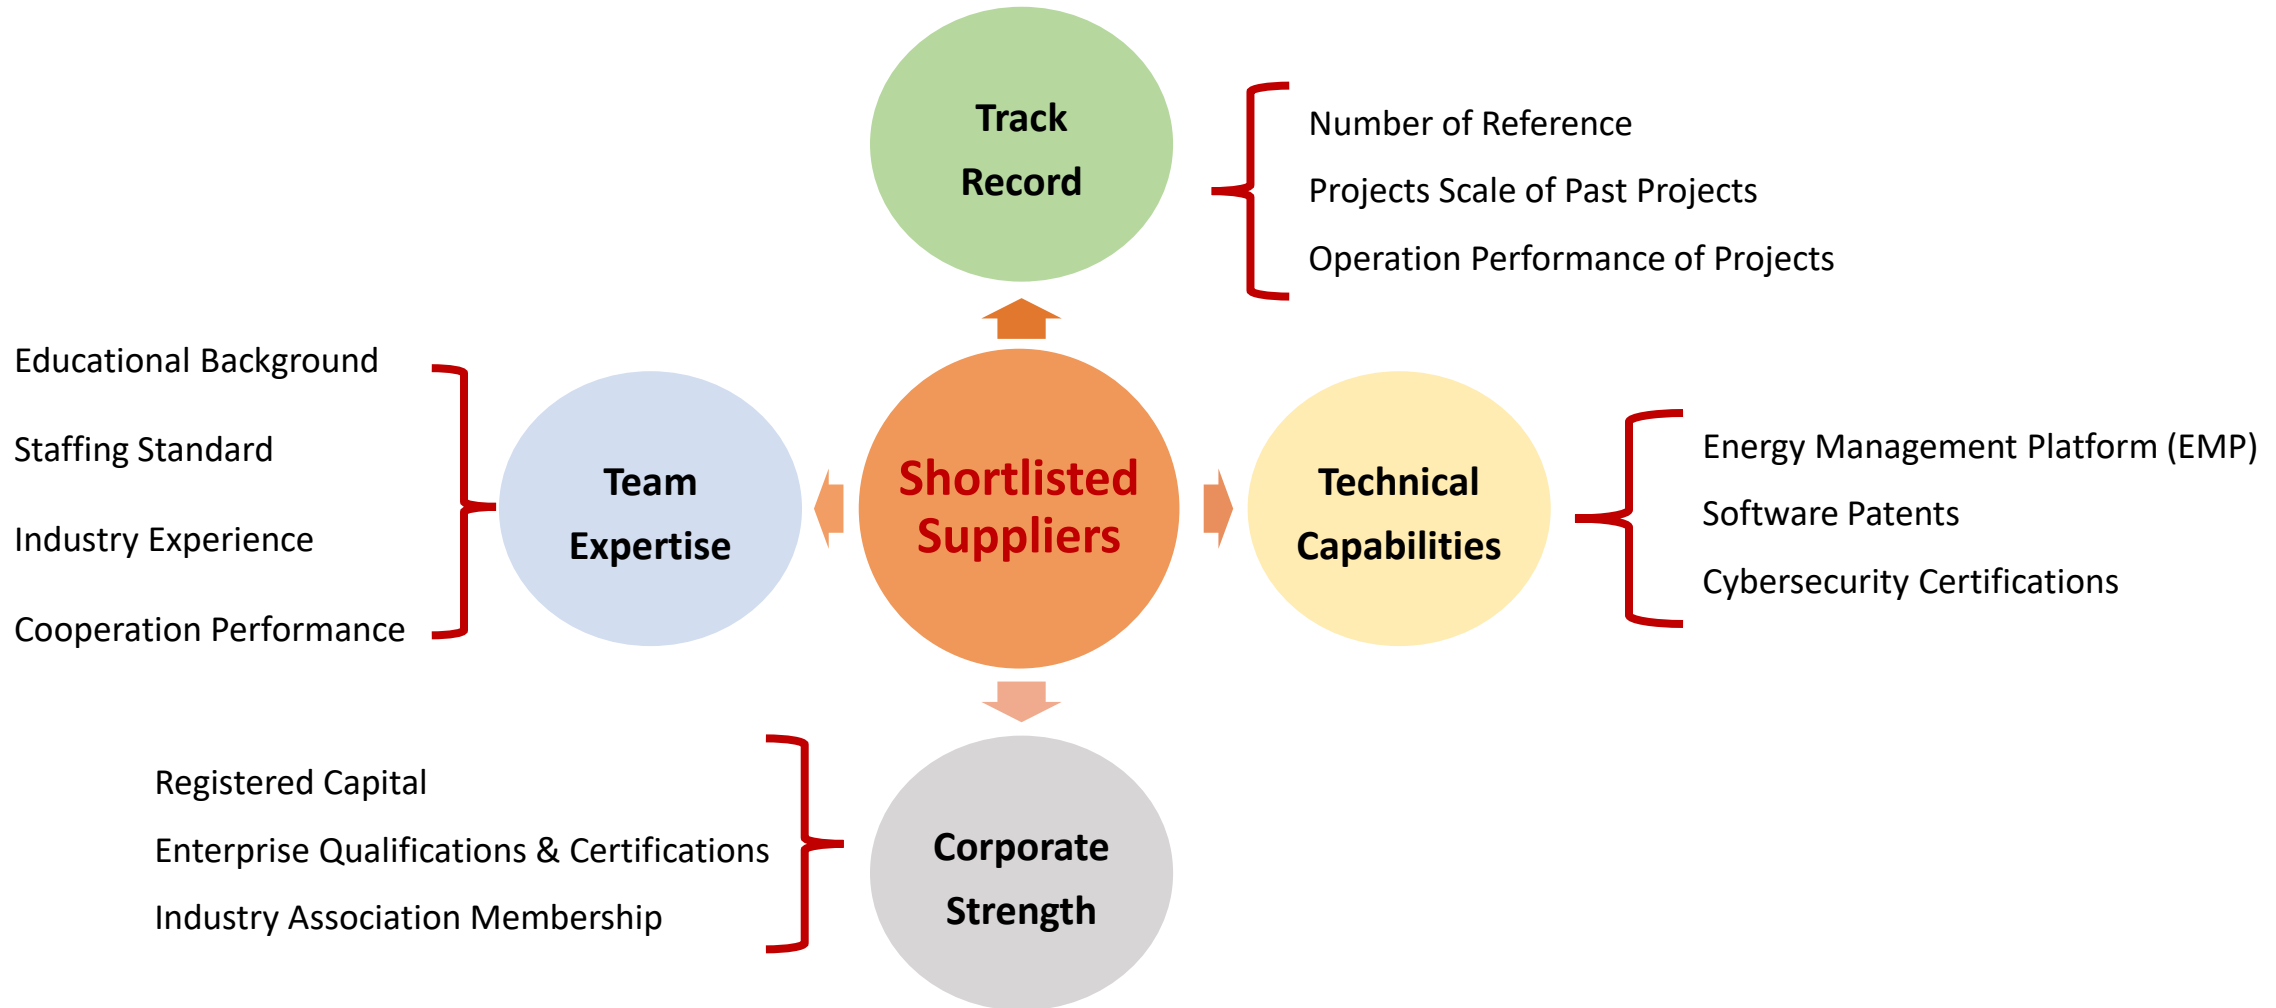 Track
Record
Number of Reference
Projects Scale of Past Projects
Operation Performance of Projects
Educational Background
Staffing Standard
Industry Experience
Cooperation Performance
Team
Expertise
Shortlisted
Suppliers
Technical
Capabilities
Energy Management Platform (EMP)
Software Patents
Cybersecurity Certifications
Registered Capital
Enterprise Qualifications & Certifications
Industry Association Membership
Corporate
Strength